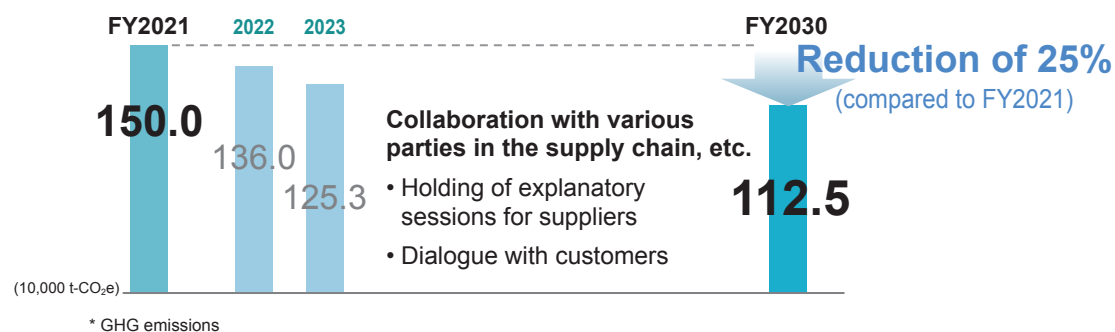 FY2021 2022 2023 FY2030
Reduction of 25%
(compared to FY2021)
150.0
136.0
125.3
Collaboration with various
parties in the supply chain, etc.
• Holding of explanatory
sessions for suppliers
• Dialogue with customers
112.5
(10,000 t-CO₂e)
* GHG emissions